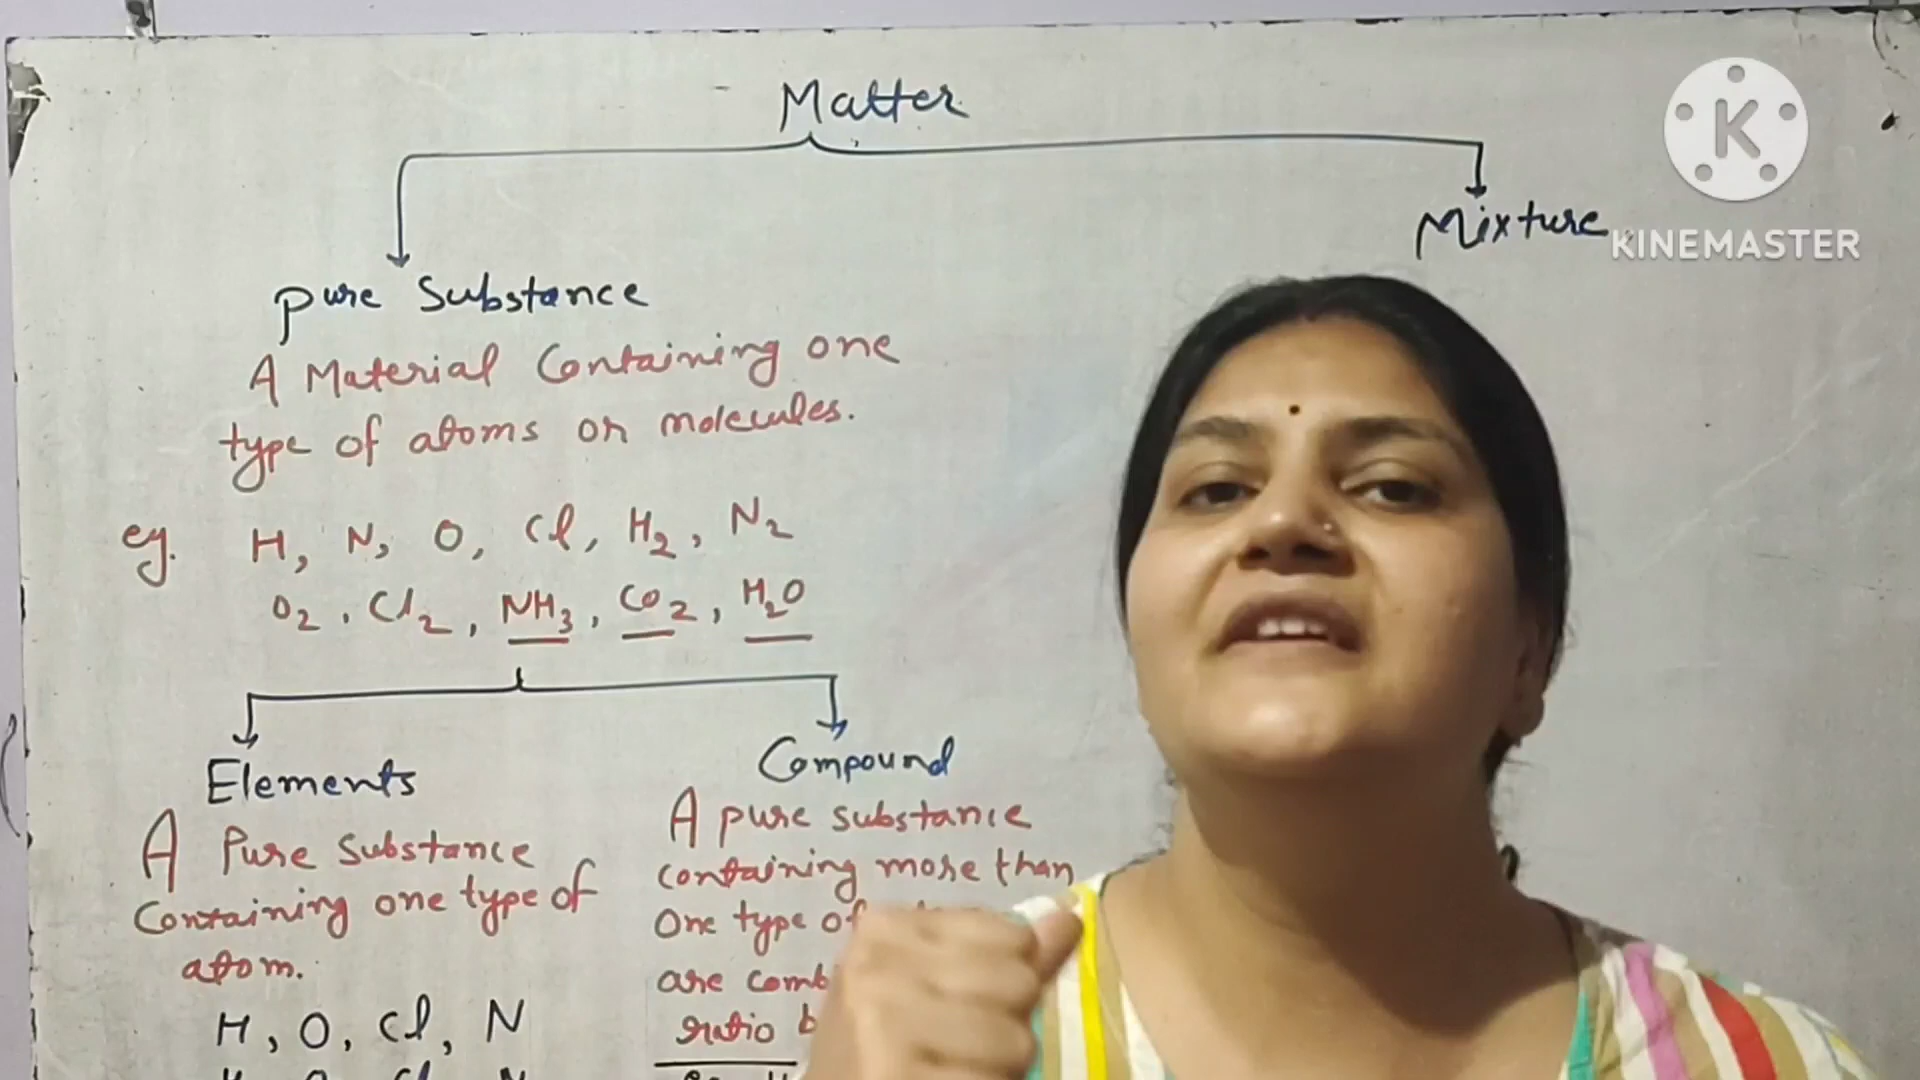 Matter
Mixture
KINEMASTER
Pure Substance
A Material Containing one
type of atoms or molecules.
eg. H, N, O, Cl, H2, N2
O2, Cl2, NH3, CO2, H2O
Elements
Compound
A Pure Substance
Containing one type of
atom.
H, O, Cl, N
A pure substance
containing more than
One type of
are
ratio